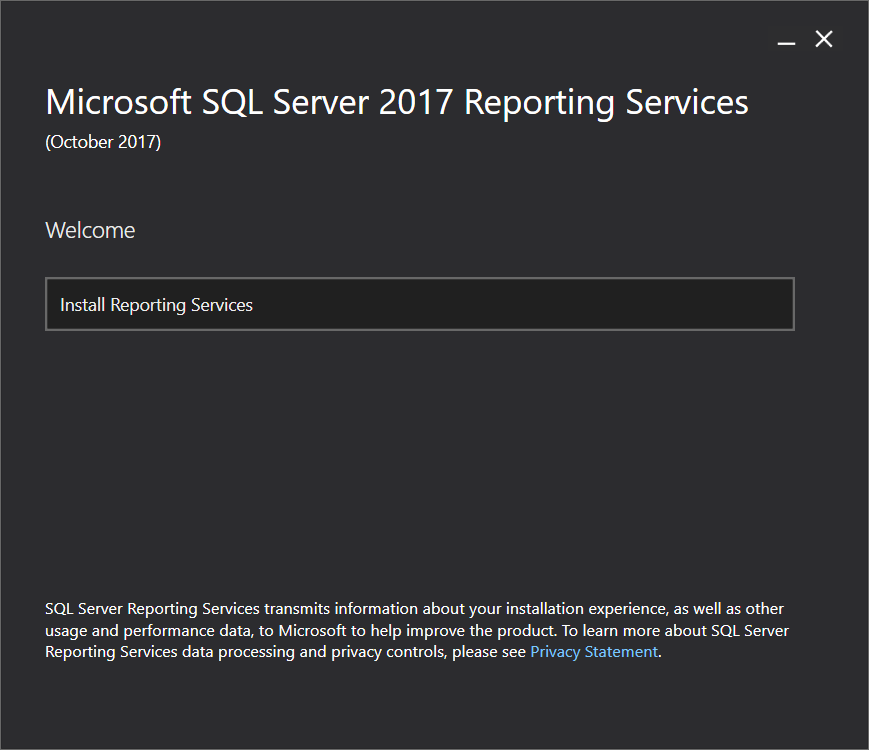 Microsoft SQL Server 2017 Reporting Services
(October 2017)
Welcome
Install Reporting Services
SQL Server Reporting Services transmits information about your installation experience, as well as other
usage and performance data, to Microsoft to help improve the product. To learn more about SQL Server
Reporting Services data processing and privacy controls, please see Privacy Statement.